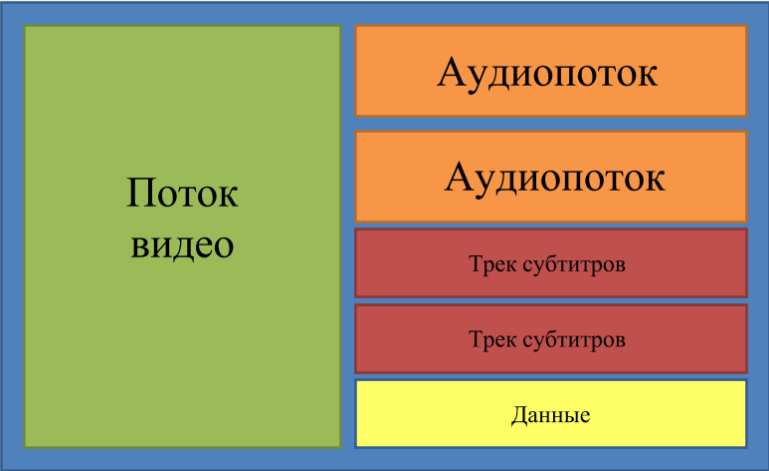 Поток
видео
Аудиопоток
Аудиопоток
Трек субтитров
Трек субтитров
Данные